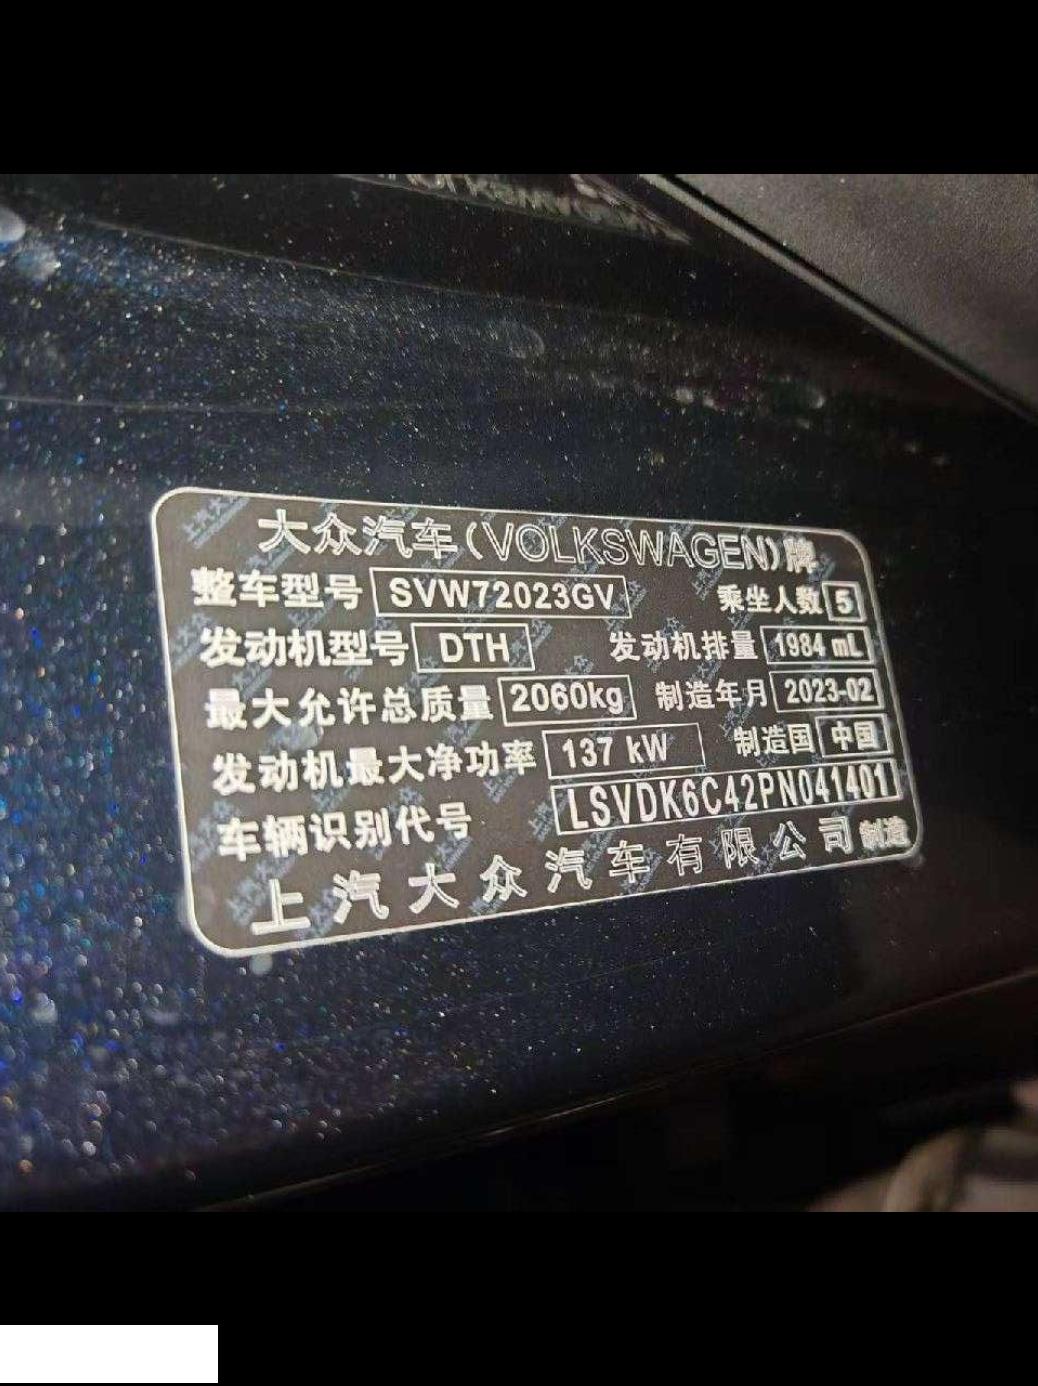 大众汽车(VOLKSWAGEN)牌
整车型号 SVW72023GV 乘坐人数 5
发动机型号 DTH 发动机排量 1984 mL
最大允许总质量 2060kg 制造年月 2023-02
发动机最大净功率 137 kW 制造国 中国
车辆识别代号 LSVDK6C42PN041401
上汽大众汽车有限公司 制造